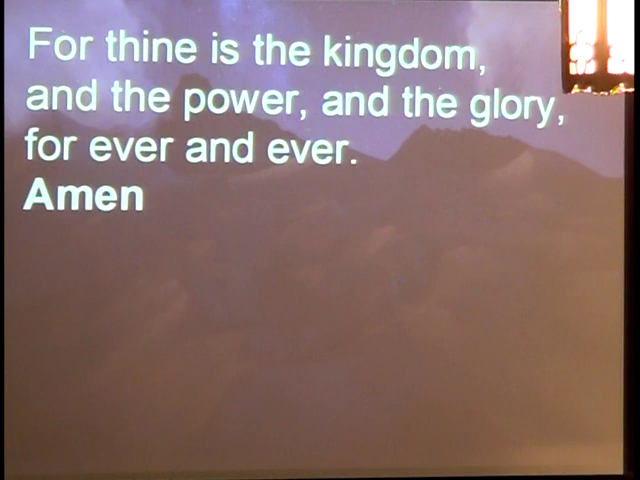 For thine is the kingdom,
and the power, and the glory,
for ever and ever.
Amen